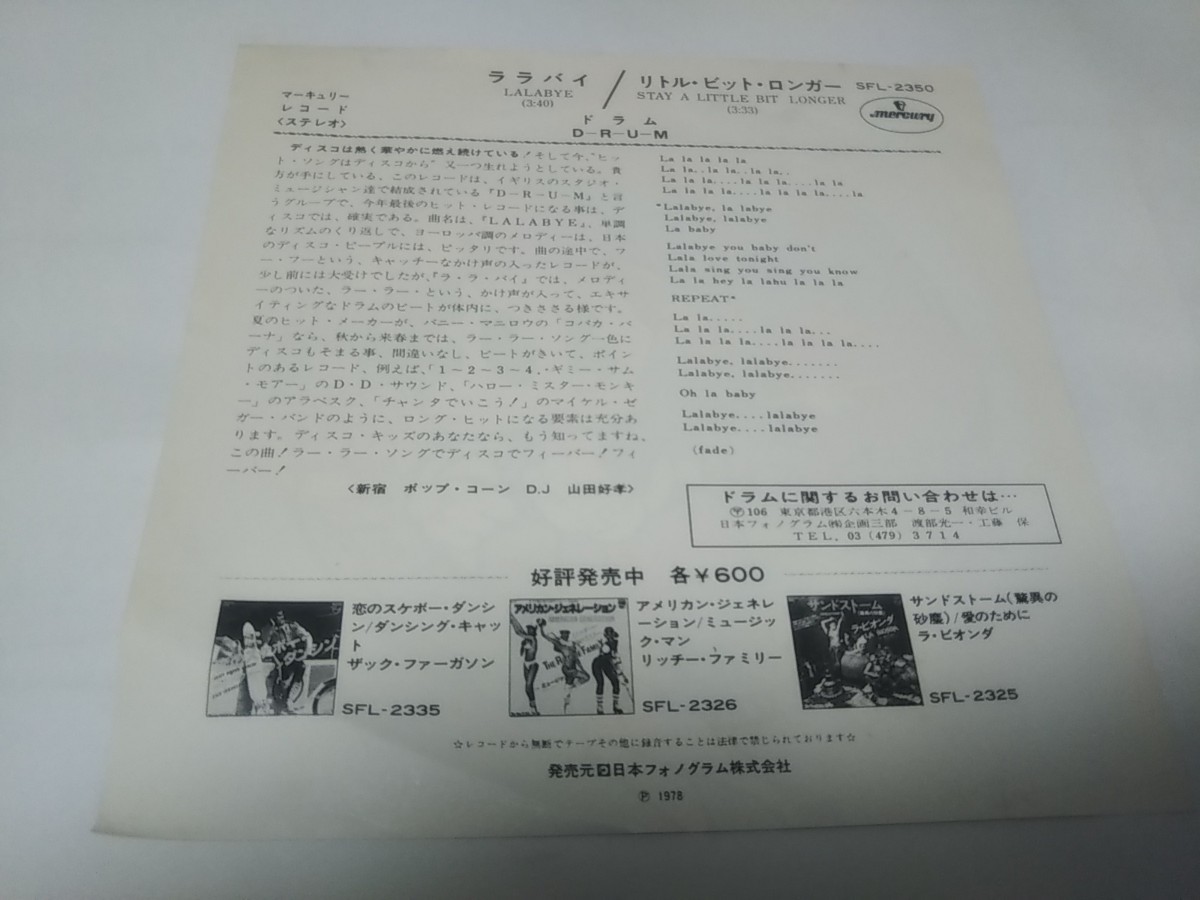 ララバイ / リトル・ビット・ロンガー SFL-2350
LALABYE STAY A LITTLE BIT LONGER
(3:40) (3:33)
マーキュリー
レコード
〈ステレオ〉
mercury
ドラム
D-R-U-M
ディスコは熱く華やかに燃え続けている!そして今、"ヒッ
ト・ソングはディスコから"又一つ生れようとしている。貴
方が手にしている、このレコードは、イギリスのスタジオ・
ミュージシャン達で結成されている『D-R-U-M』と言
うグループで、今年最後のヒット・レコードになる事は、デ
ィスコでは、確実である。曲名は、『LALABYE』、単調
なリズムのくり返しで、ヨーロッパ調のメロディーは、日本
のディスコ・ピープルには、ピッタリです。曲の途中で、フ
ー・フーという、キャッチーなかけ声の入ったレコードが、
少し前には大受けでしたが、『ラ・ラ・バイ』では、メロディ
ーのついた、ラー・ラー・という、かけ声が入って、エキサ
イティングなドラムのビートが体内に、つきささる様です。
夏のヒット・メーカーが、バニー・マニロウの「コパカ・バ
ーナ」なら、秋から来春までは、ラー・ラー・ソング一色に
ディスコもそまる事、間違いなし、ビートがきいて、ポイン
トのあるレコード、例えば、「1~2~3~4、・ギミー・サム
・モアー」のD・D・サウンド、「ハロー・ミスター・モンキ
ー」のアラベスク、「チャンタでいこう!」のマイケル・ゼ
ガー・バンドのように、ロング・ヒットになる要素は充分あ
ります。ディスコ・キッズのあなたなら、もう知ってますね、
この曲!ラー・ラー・ソングでディスコでフィーバー!フィ
ーバー!
〈新宿 ポップ・コーン D.J 山田好孝〉
La la la la la
La la..la la..la la..
La la la....la la la....la la
La la la la....la la la la....la
*Lalabye, la labye
Lalabye, lalabye
La baby
Lalabye you baby don't
Lala love tonight
Lala sing you sing you know
La la hey la lahu la la la
REPEAT*
La la.....
La la la....la la la...
La la la la....la la la la....
Lalabye, lalabye.......
Lalabye, lalabye.......
Oh la baby
Lalabye....lalabye
Lalabye....lalabye
(fade)
ドラムに関するお問い合わせは…
〒106 東京都港区六本木4-8-5 和幸ビル
日本フォノグラム㈱企画三部 渡部光一・工藤 保
TEL. 03 (479) 3714
好評発売中 各¥600
恋のスケボー・ダンシ
ン/ダンシング・キャッ
ト
ザック・ファーガソン
SFL-2335
アメリカン・ジェネレーション
アメリカン・ジェネレ
ーション/ミュージッ
ク・マン
リッチー・ファミリー
SFL-2326
サンドストーム
ラ・ビオンダ
サンドストーム(驚異の
砂塵)/愛のために
ラ・ビオンダ
SFL-2325
☆レコードから無断でテープその他に録音することは法律で禁じられております☆
発売元 日本フォノグラム株式会社
Ⓟ 1978